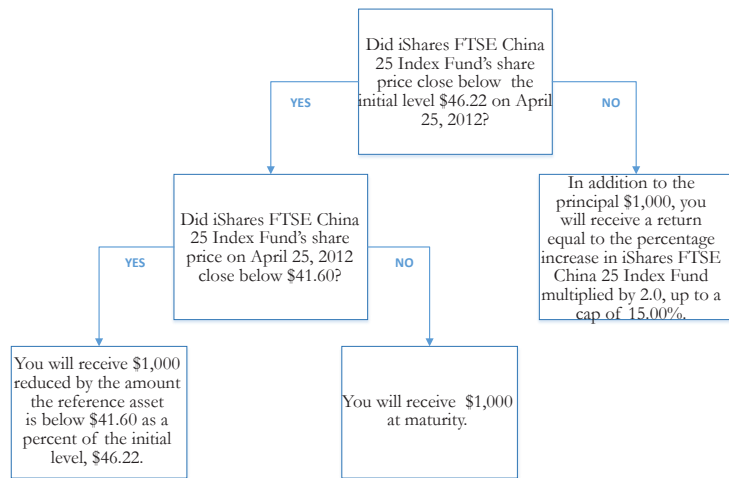 Did iShares FTSE China
25 Index Fund's share
price close below the
initial level $46.22 on April
25, 2012?
YES
NO
Did iShares FTSE China
25 Index Fund's share
price on April 25, 2012
close below $41.60?
In addition to the
principal $1,000, you
will receive a return
equal to the percentage
increase in iShares FTSE
China 25 Index Fund
multiplied by 2.0, up to a
cap of 15.00%.
YES
NO
You will receive $1,000
reduced by the amount
the reference asset
is below $41.60 as a
percent of the initial
level, $46.22.
You will receive $1,000
at maturity.